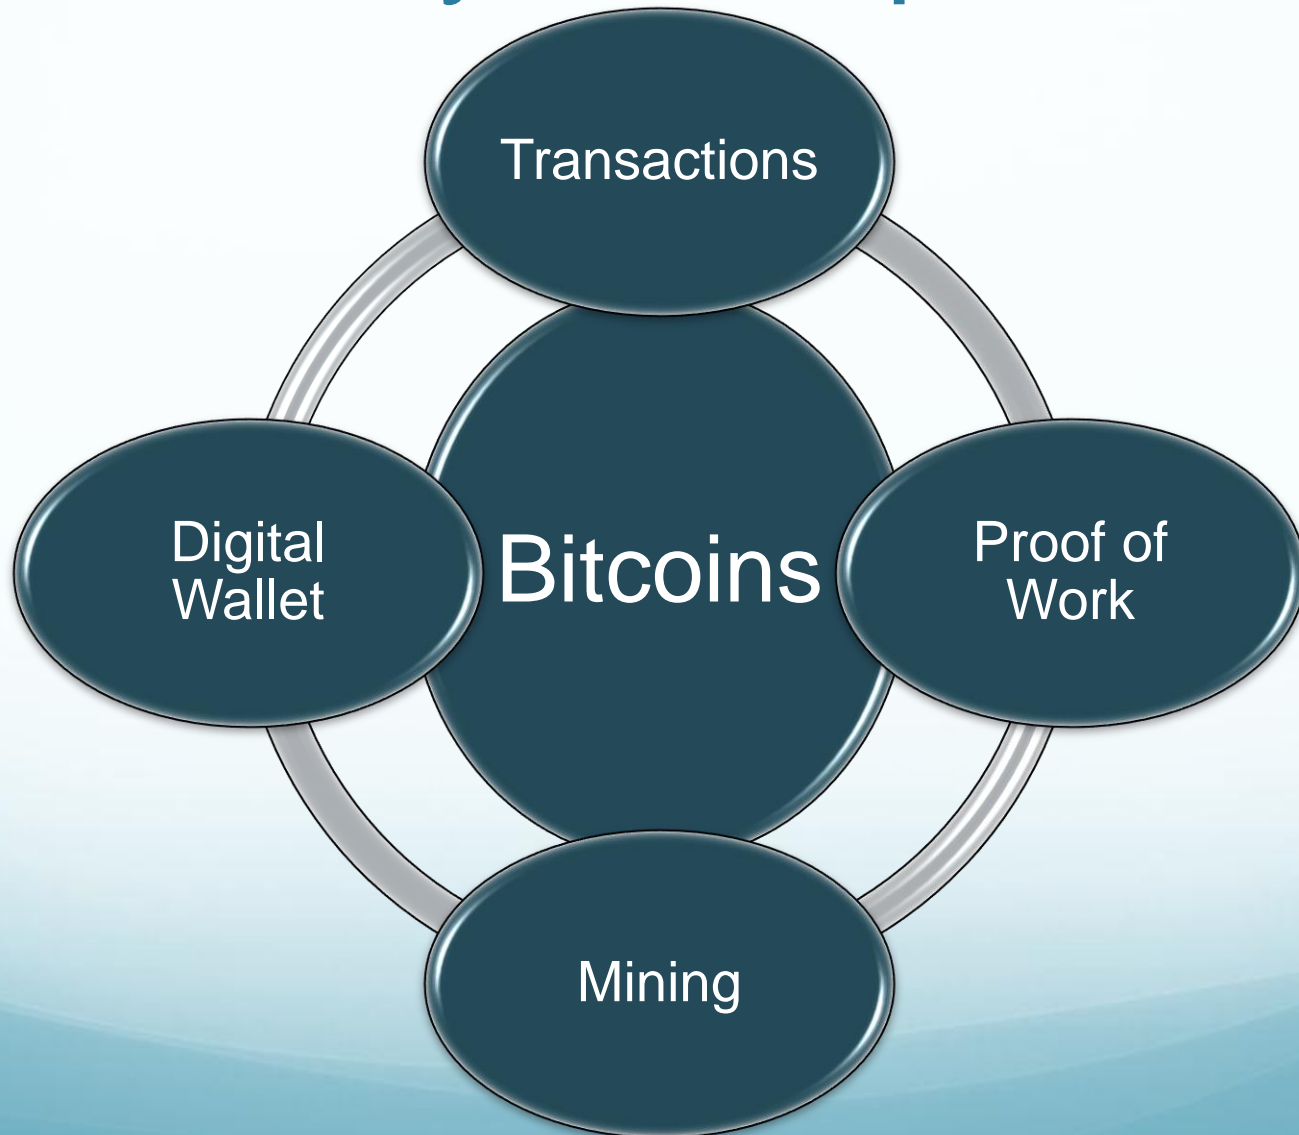 Transactions
Digital
Wallet
Bitcoins
Proof of
Work
Mining